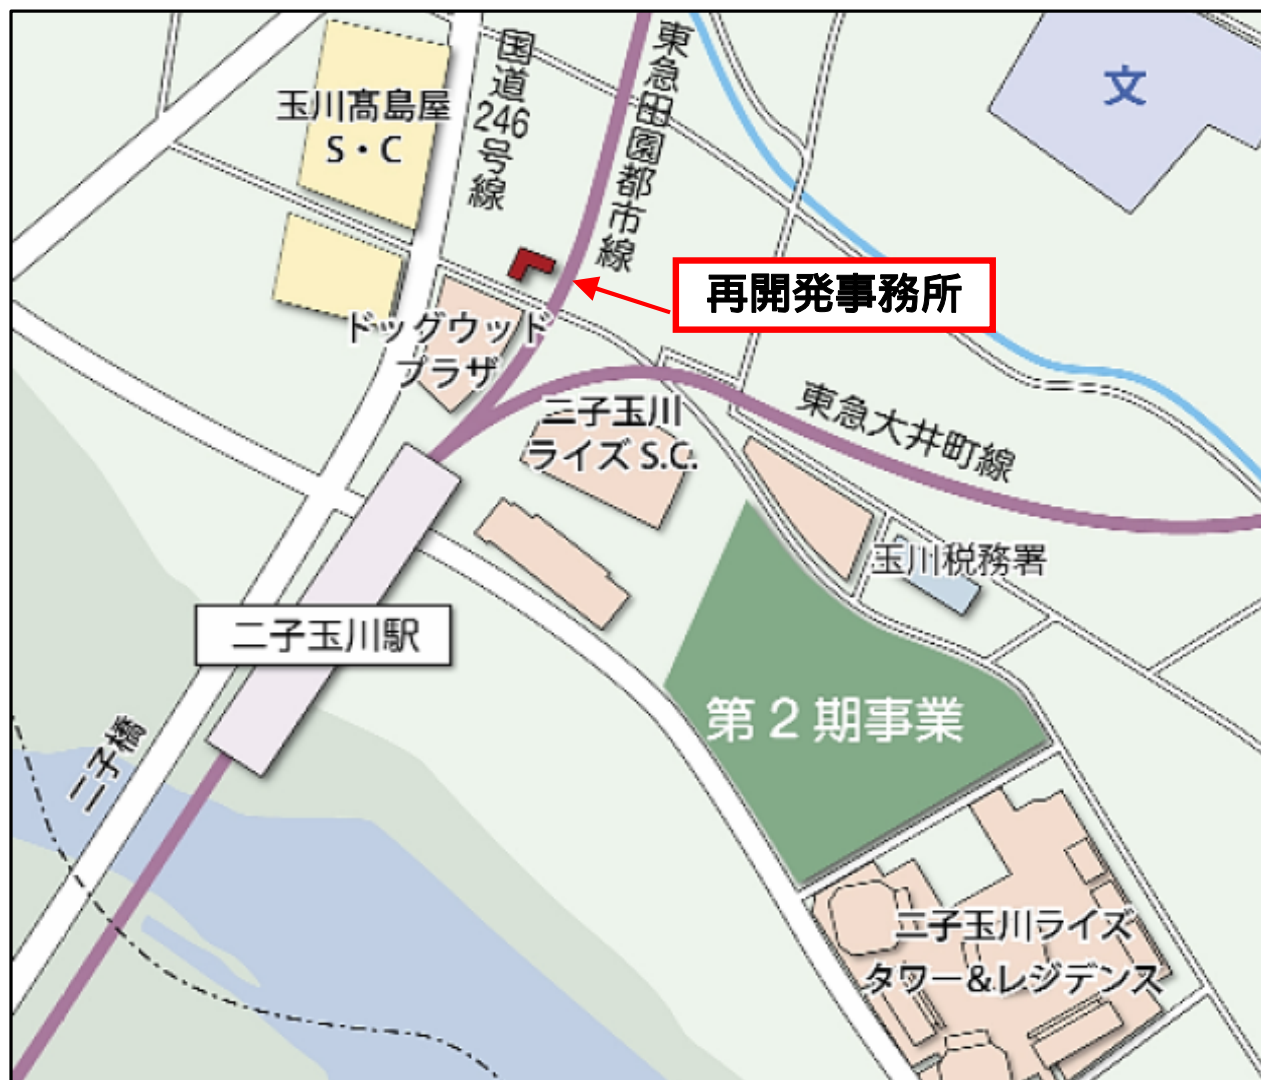 国道246号線
東急田園都市線
文
玉川髙島屋
S・C
再開発事務所
ドッグウッド
プラザ
東急大井町線
二子玉川
ライズ S.C.
玉川税務署
二子玉川駅
第2期事業
二子橋
二子玉川ライズ
タワー&レジデンス